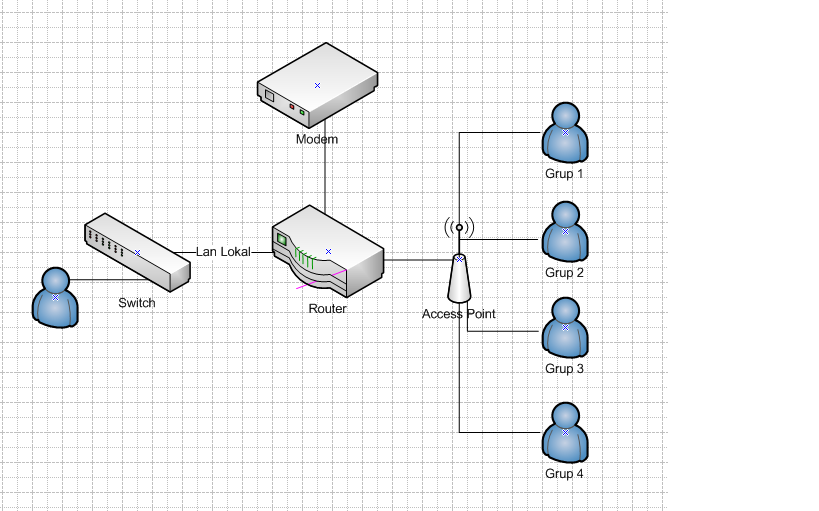 Modem
Grup 1
Lan Lokal
Grup 2
Switch
Router
Access Point
Grup 3
Grup 4